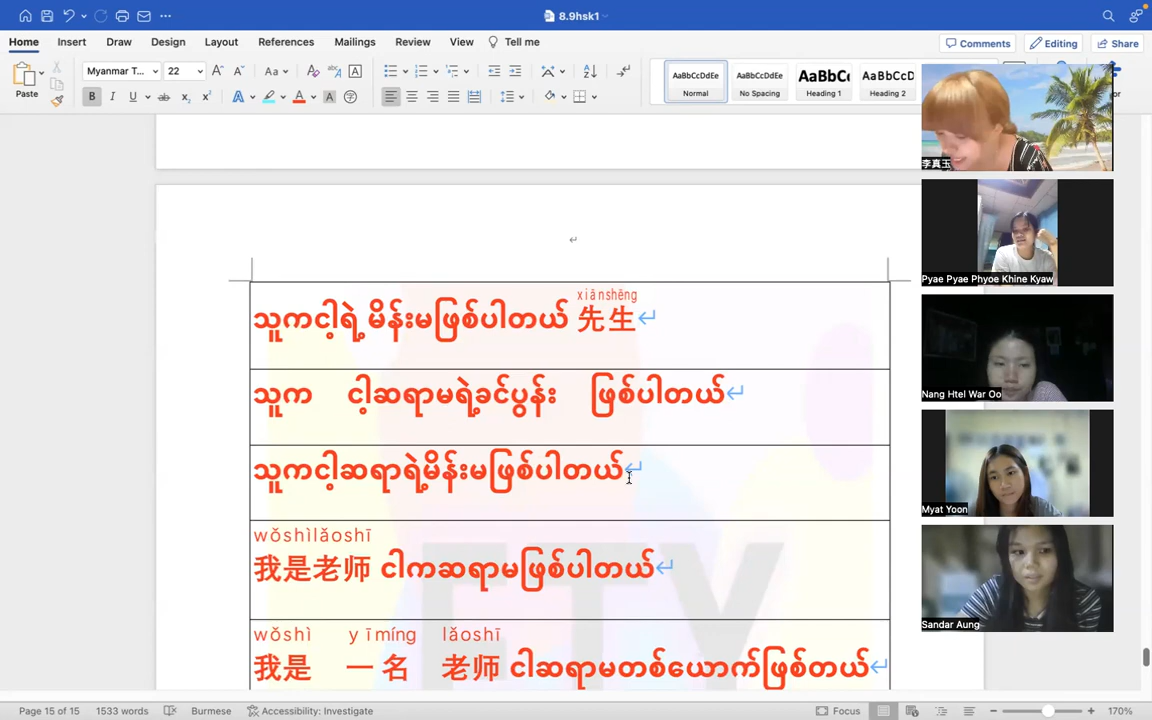 8.9hsk1
Home Insert Draw Design Layout References Mailings Review View Tell me
Comments Editing Share
Paste
Myanmar T... 22
AaBbCcDdEe AaBbCcDdEe AaBbC AaBbCcD
Normal No Spacing Heading 1 Heading 2
李真玉
Pyae Pyae Phyoe Khine Kyaw
Nang Htel War Oo
Myat Yoon
Sandar Aung
xiānshēng
သူကငါ့ရဲ့ မိန်းမဖြစ်ပါတယ် 先生
သူက ငါ့ဆရာမရဲ့ခင်ပွန်း ဖြစ်ပါတယ်
သူကငါ့ဆရာရဲ့မိန်းမဖြစ်ပါတယ်
wǒshìlǎoshī
我是老师 ငါကဆရာမဖြစ်ပါတယ်
wǒshì yīmíng lǎoshī
我是 一名 老师 ငါဆရာမတစ်ယောက်ဖြစ်တယ်
FTY
Page 15 of 15 1533 words Burmese Accessibility: Investigate Focus 170%